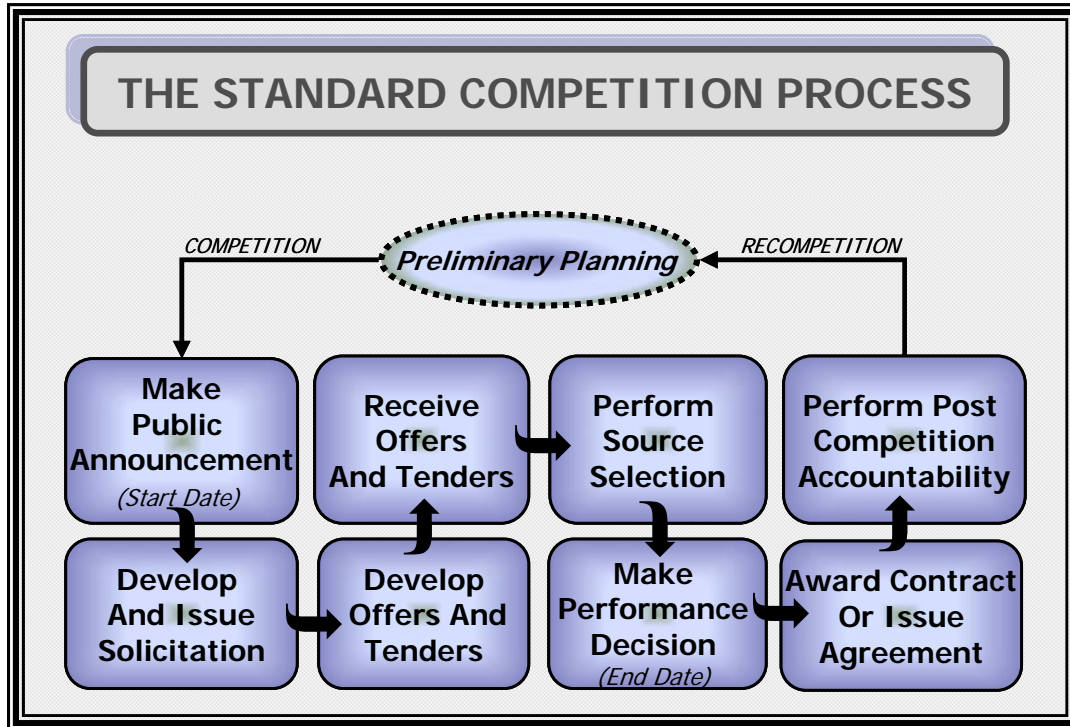 THE STANDARD COMPETITION PROCESS
COMPETITION
Preliminary Planning
RECOMPETITION
Make
Public
Announcement
(Start Date)
Develop
And Issue
Solicitation
Develop
Offers And
Tenders
Receive
Offers
And Tenders
Perform
Source
Selection
Make
Performance
Decision
(End Date)
Award Contract
Or Issue
Agreement
Perform Post
Competition
Accountability